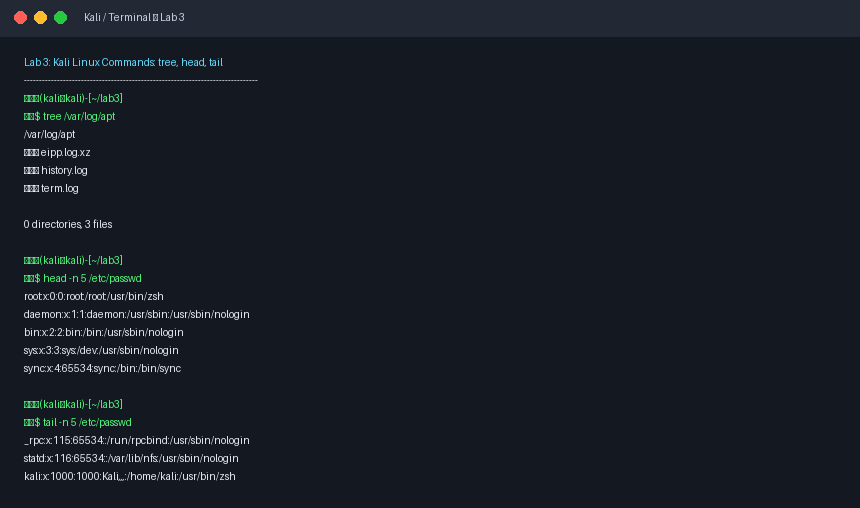 Kali / Terminal Lab 3
Lab 3: Kali Linux Commands: tree, head, tail
------------------------------------------------------------------------------
(kali kali)-[~/lab3]
$ tree /var/log/apt
/var/log/apt
eipp.log.xz
history.log
term.log
0 directories, 3 files
(kali kali)-[~/lab3]
$ head -n 5 /etc/passwd
root:x:0:0:root:/root:/usr/bin/zsh
daemon:x:1:1:daemon:/usr/sbin:/usr/sbin/nologin
bin:x:2:2:bin:/bin:/usr/sbin/nologin
sys:x:3:3:sys:/dev:/usr/sbin/nologin
sync:x:4:65534:sync:/bin:/bin/sync
(kali kali)-[~/lab3]
$ tail -n 5 /etc/passwd
_rpc:x:115:65534::/run/rpcbind:/usr/sbin/nologin
statd:x:116:65534::/var/lib/nfs:/usr/sbin/nologin
kali:x:1000:1000:Kali,,,:/home/kali:/usr/bin/zsh